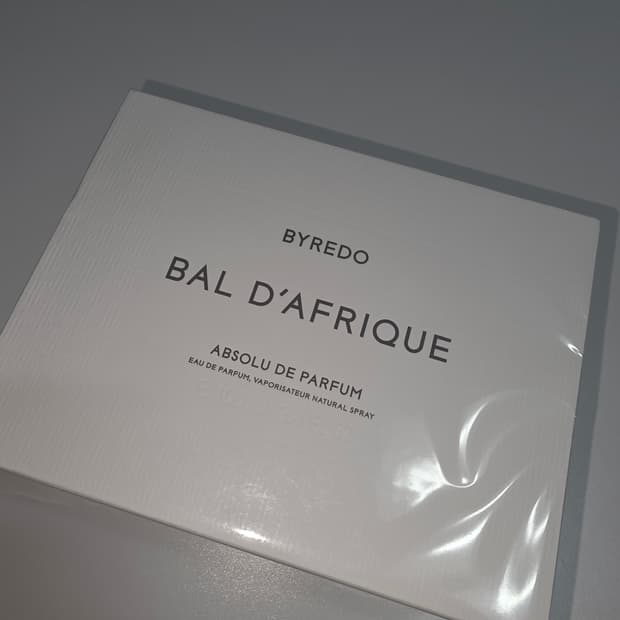 BYREDO
BAL D'AFRIQUE
ABSOLU DE PARFUM
EAU DE PARFUM, VAPORISATEUR NATURAL SPRAY